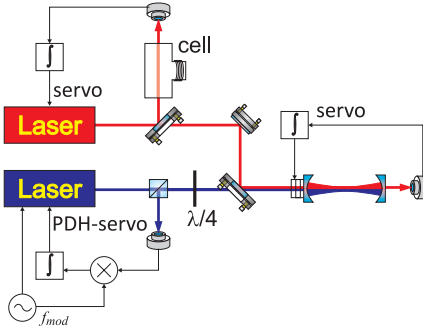 cell
∫
servo
servo
Laser
∫
Laser
PDH-servo
λ/4
∫
×
~
f_mod